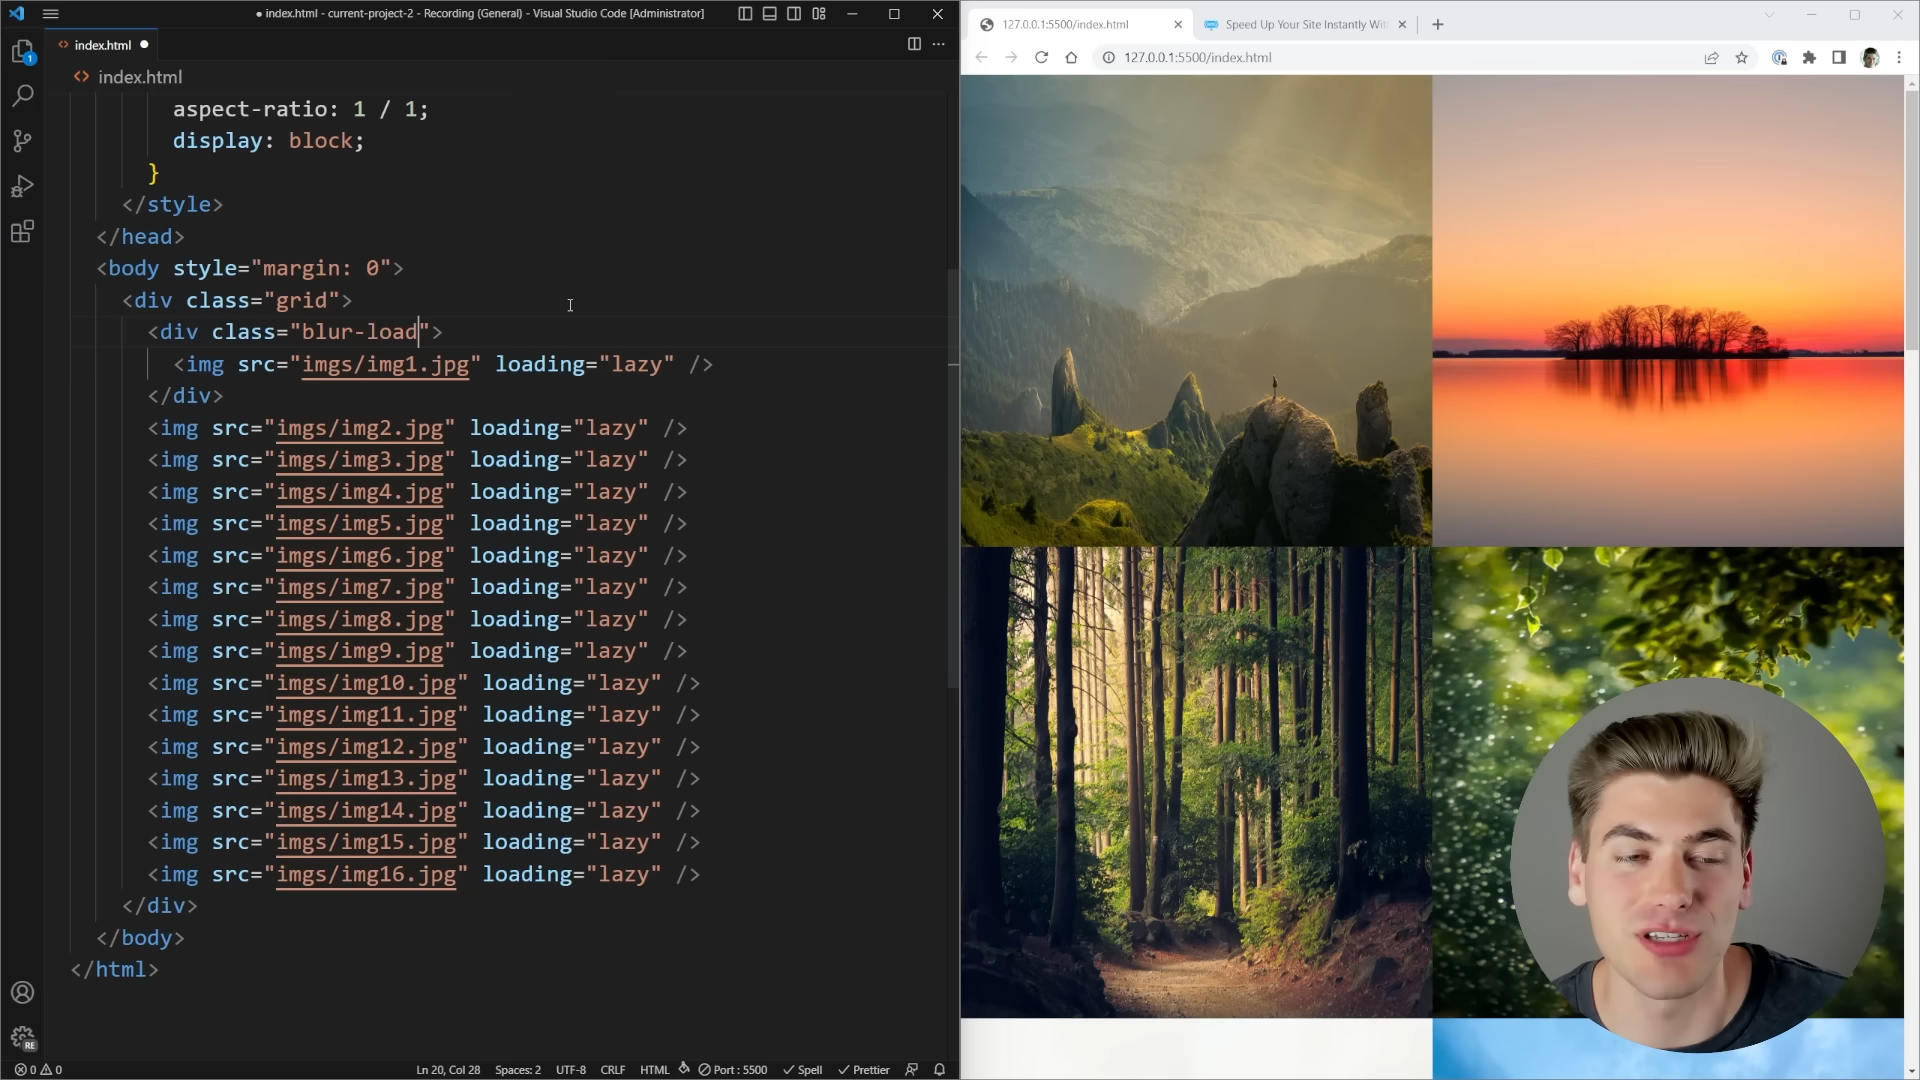 ● index.html - current-project-2 - Recording (General) - Visual Studio Code [Administrator]
index.html ●
index.html
aspect-ratio: 1 / 1;
display: block;
}
</style>
</head>
<body style="margin: 0">
<div class="grid">
<div class="blur-load">
<img src="imgs/img1.jpg" loading="lazy" />
</div>
<img src="imgs/img2.jpg" loading="lazy" />
<img src="imgs/img3.jpg" loading="lazy" />
<img src="imgs/img4.jpg" loading="lazy" />
<img src="imgs/img5.jpg" loading="lazy" />
<img src="imgs/img6.jpg" loading="lazy" />
<img src="imgs/img7.jpg" loading="lazy" />
<img src="imgs/img8.jpg" loading="lazy" />
<img src="imgs/img9.jpg" loading="lazy" />
<img src="imgs/img10.jpg" loading="lazy" />
<img src="imgs/img11.jpg" loading="lazy" />
<img src="imgs/img12.jpg" loading="lazy" />
<img src="imgs/img13.jpg" loading="lazy" />
<img src="imgs/img14.jpg" loading="lazy" />
<img src="imgs/img15.jpg" loading="lazy" />
<img src="imgs/img16.jpg" loading="lazy" />
</div>
</body>
</html>
1
RE
0 0 Ln 20, Col 28 Spaces: 2 UTF-8 CRLF HTML Port : 5500 Spell Prettier
127.0.0.1:5500/index.html Speed Up Your Site Instantly Wit
127.0.0.1:5500/index.html